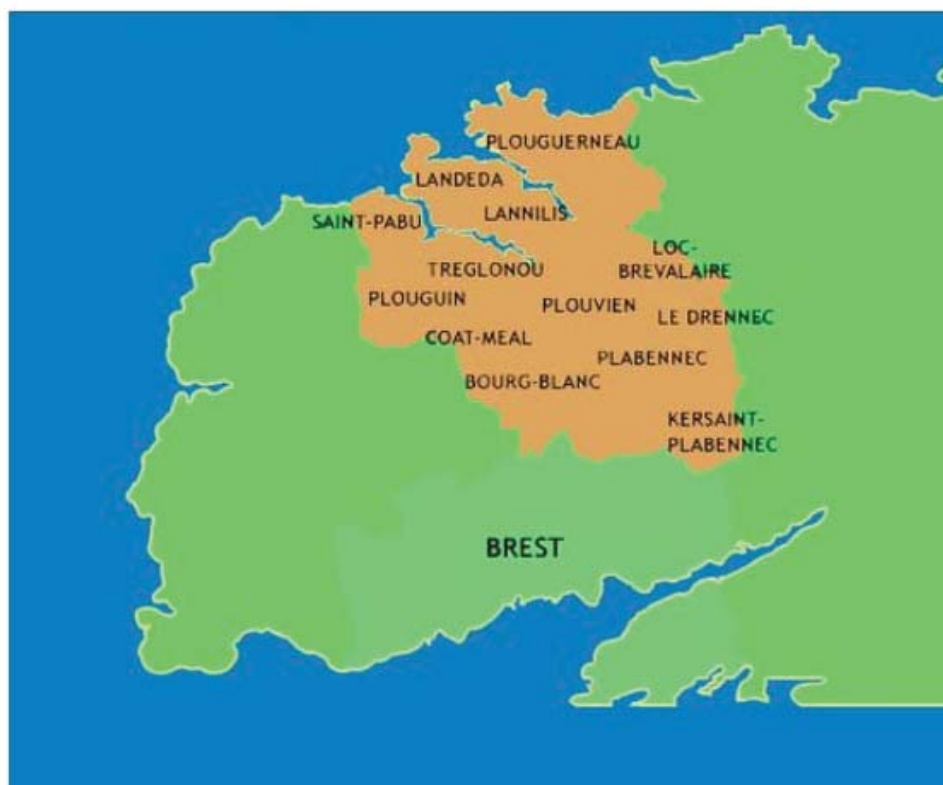 PLOUGUERNEAU
LANDEDA
LANNILIS
SAINT-PABU
LOC-
BREVALAIRE
TREGLONOU
PLOUGUIN
PLOUVIEN
LE DRENNEC
COAT-MEAL
PLABENNEC
BOURG-BLANC
KERSAINT-
PLABENNEC
BREST